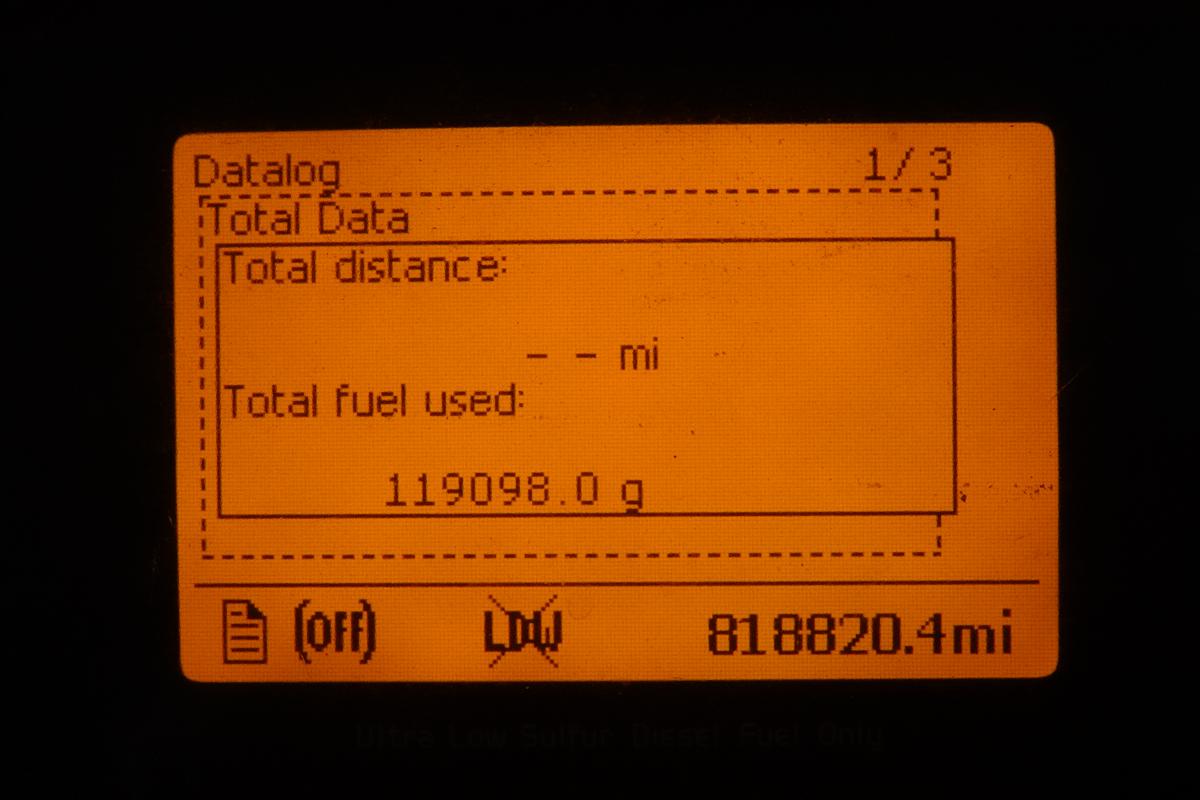 Datalog 1/3
Total Data
Total distance:
– – mi
Total fuel used:
119098.0 g
(OFF) LDW 818820.4mi
Ultra Low Sulfur Diesel Fuel Only